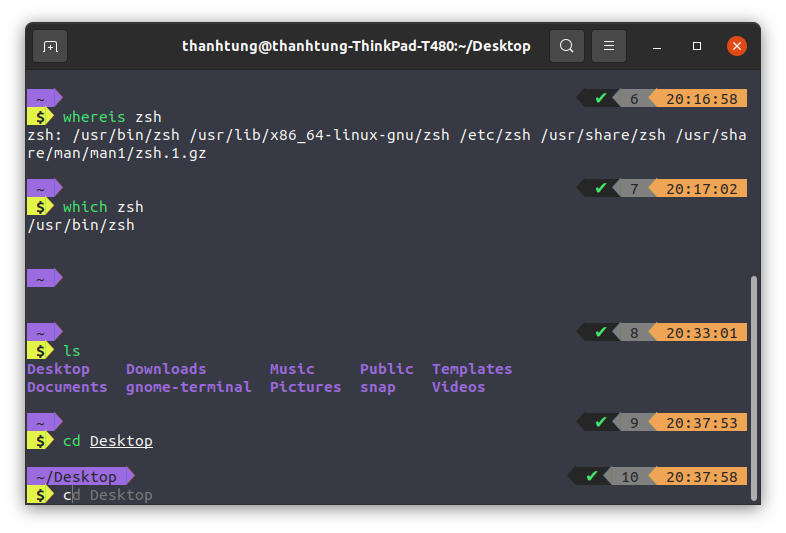 thanhtung@thanhtung-ThinkPad-T480:~/Desktop
~ ✔ 6 20:16:58
$ whereis zsh
zsh: /usr/bin/zsh /usr/lib/x86_64-linux-gnu/zsh /etc/zsh /usr/share/zsh /usr/sha
re/man/man1/zsh.1.gz
~ ✔ 7 20:17:02
$ which zsh
/usr/bin/zsh
~
~ ✔ 8 20:33:01
$ ls
Desktop Downloads Music Public Templates
Documents gnome-terminal Pictures snap Videos
~ ✔ 9 20:37:53
$ cd Desktop
~/Desktop ✔ 10 20:37:58
$ cd Desktop